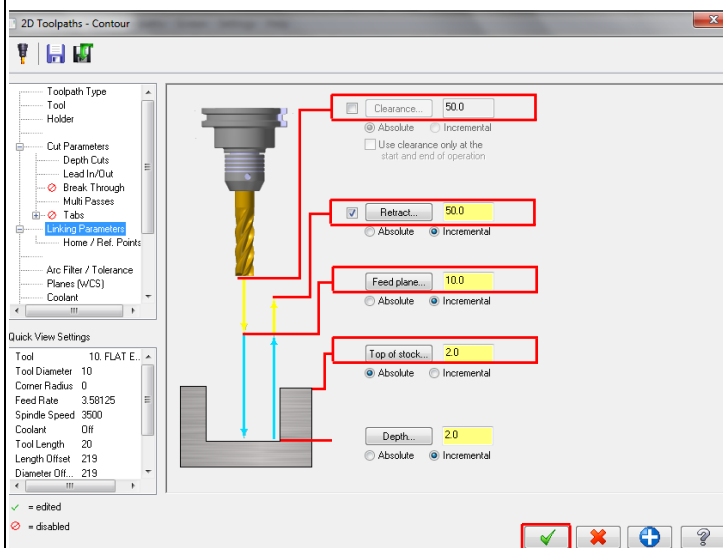 2D Toolpaths - Contour
Toolpath Type
Tool
Holder
Cut Parameters
Depth Cuts
Lead In/Out
Break Through
Multi Passes
Tabs
Linking Parameters
Home / Ref. Points
Arc Filter / Tolerance
Planes (WCS)
Coolant
Quick View Settings
Tool 10. FLAT E...
Tool Diameter 10
Corner Radius 0
Feed Rate 3.58125
Spindle Speed 3500
Coolant Off
Tool Length 20
Length Offset 219
Diameter Off... 219
= edited
= disabled
Clearance... 50.0
Absolute Incremental
Use clearance only at the
start and end of operation
Retract... 50.0
Absolute Incremental
Feed plane... 10.0
Absolute Incremental
Top of stock... 2.0
Absolute Incremental
Depth... 2.0
Absolute Incremental
?